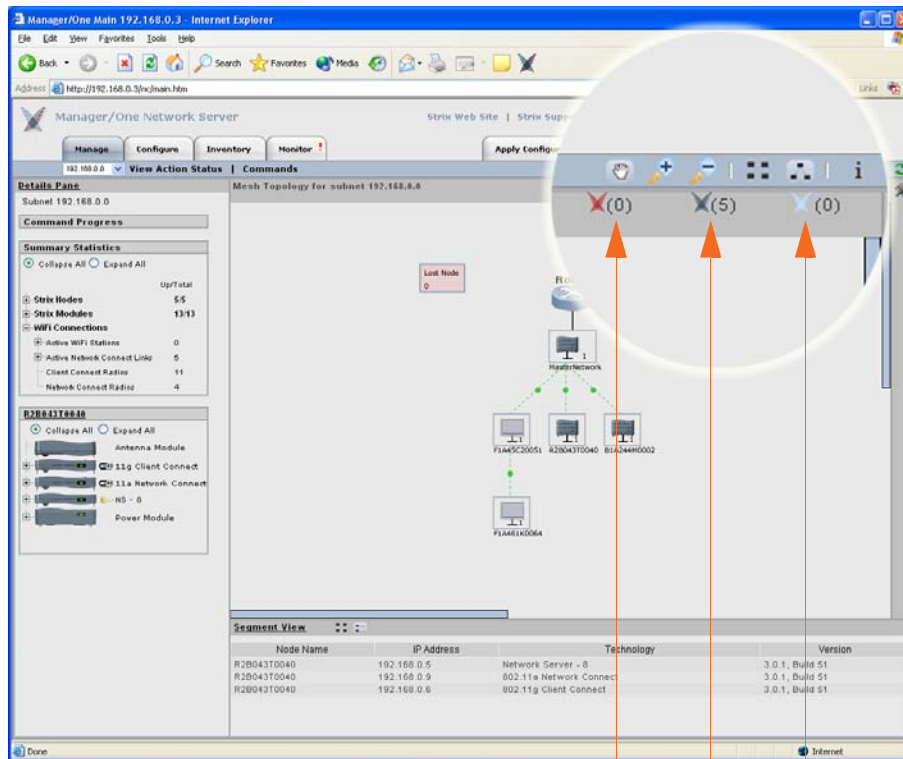 Manager/One Main 192.168.0.3 - Internet Explorer
File Edit View Favorites Tools Help
Back Search Favorites Media
Address http://192.168.0.3/nc/main.htm Links
Manager/One Network Server Strix Web Site | Strix Supp
Manage Configure Inventory Monitor ! Apply Configu
192.168.0.0 View Action Status | Commands
i
Details Pane
Mesh Topology for subnet 192.168.0.0
(0) (5) (0)
Subnet 192.168.0.0
Command Progress
Summary Statistics
Collapse All Expand All
Up/Total
Strix Nodes 5/5
Strix Modules 13/13
WiFi Connections
Active WiFi Stations 0
Active Network Connect Links 5
Client Connect Radios 11
Network Connect Radios 4
R2B043T0040
Collapse All Expand All
Antenna Module
11g Client Connect
11a Network Connect
NS - 8
Power Module
Lost Node
0
Ro
1
MasterNetwork
1 1 1
F1A45C20051 R2B043T0040 B1A244M0002
1
F1A461K0064
Segment View
Node Name IP Address Technology Version
R2B043T0040 192.168.0.5 Network Server - 8 3.0.1, Build 51
R2B043T0040 192.168.0.9 802.11a Network Connect 3.0.1, Build 51
R2B043T0040 192.168.0.6 802.11g Client Connect 3.0.1, Build 51
Done Internet